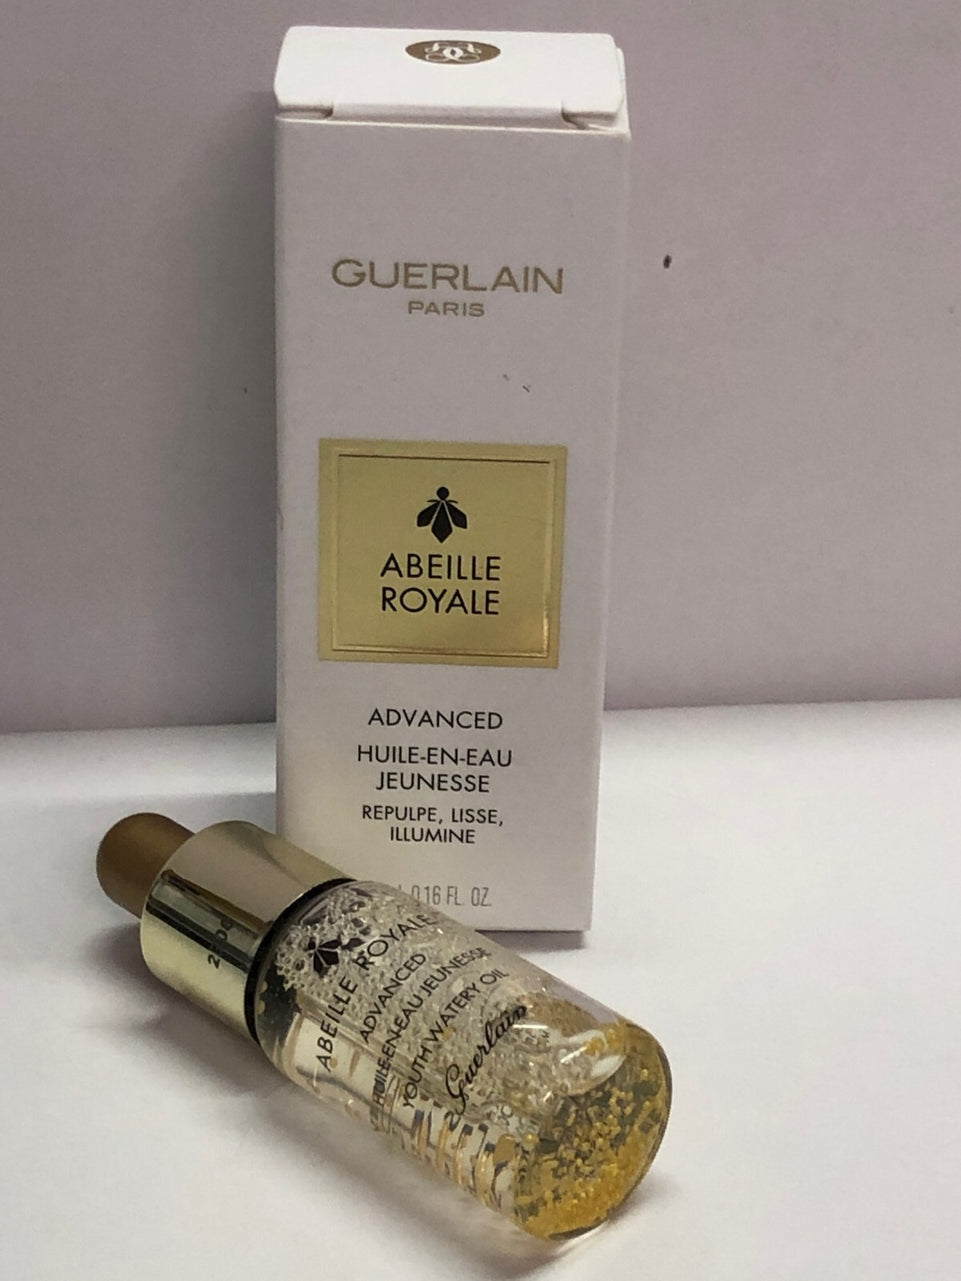 GUERLAIN
PARIS
ABEILLE
ROYALE
ADVANCED
HUILE-EN-EAU
JEUNESSE
REPULPE, LISSE,
ILLUMINE
0.16 FL. OZ.
ABEILLE ROYALE
ADVANCED
HUILE-EN-EAU JEUNESSE
YOUTH WATERY OIL
Guerlain